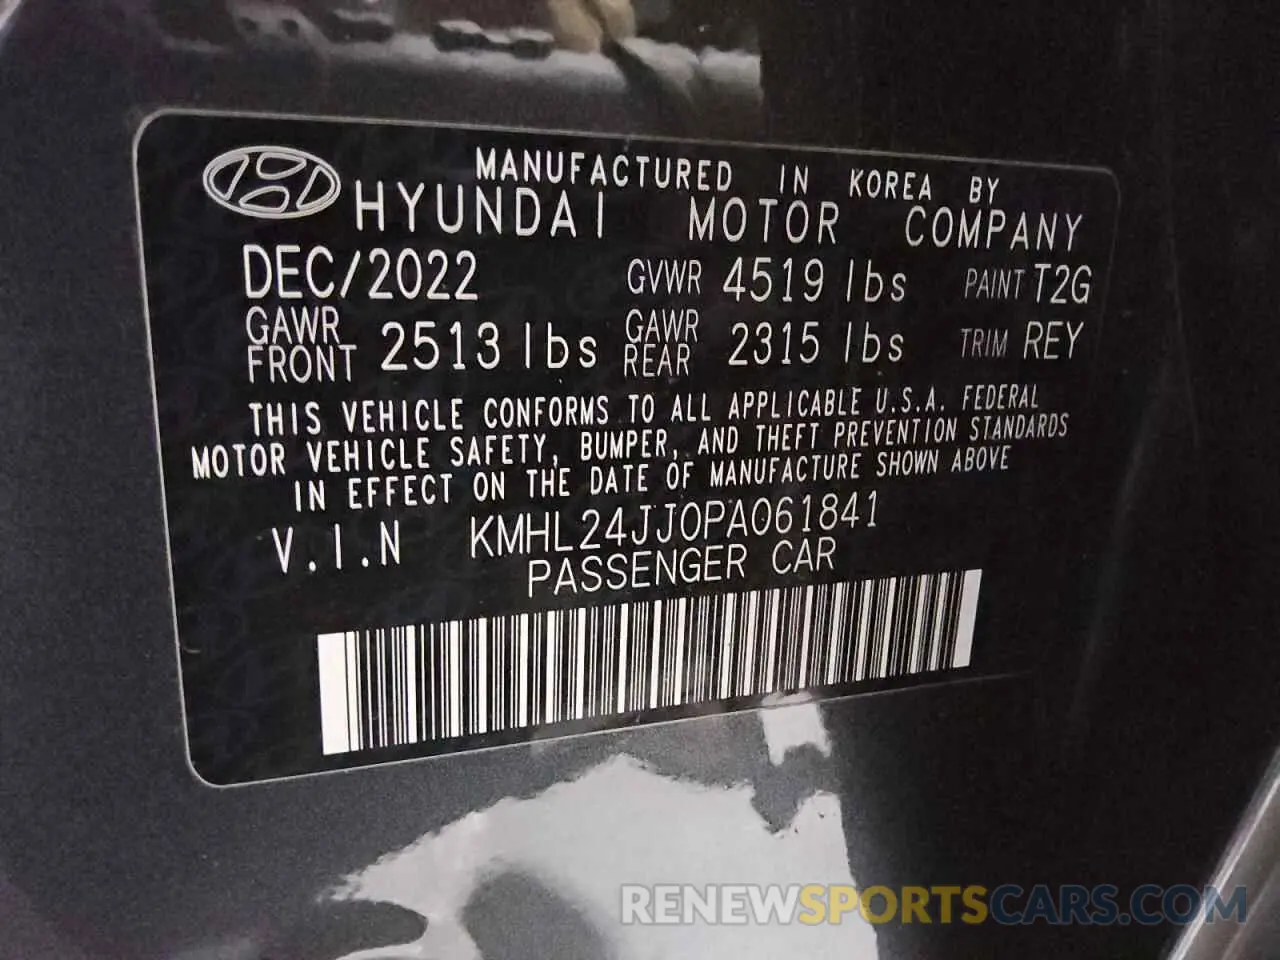 MANUFACTURED IN KOREA BY
HYUNDAI MOTOR COMPANY
DEC/2022 GVWR 4519 lbs PAINT T2G
GAWR FRONT 2513 lbs GAWR REAR 2315 lbs TRIM REY
THIS VEHICLE CONFORMS TO ALL APPLICABLE U.S.A. FEDERAL
MOTOR VEHICLE SAFETY, BUMPER, AND THEFT PREVENTION STANDARDS
IN EFFECT ON THE DATE OF MANUFACTURE SHOWN ABOVE
V.I.N KMHL24JJ0PA061841
PASSENGER CAR
RENEWSPORTSCARS.COM